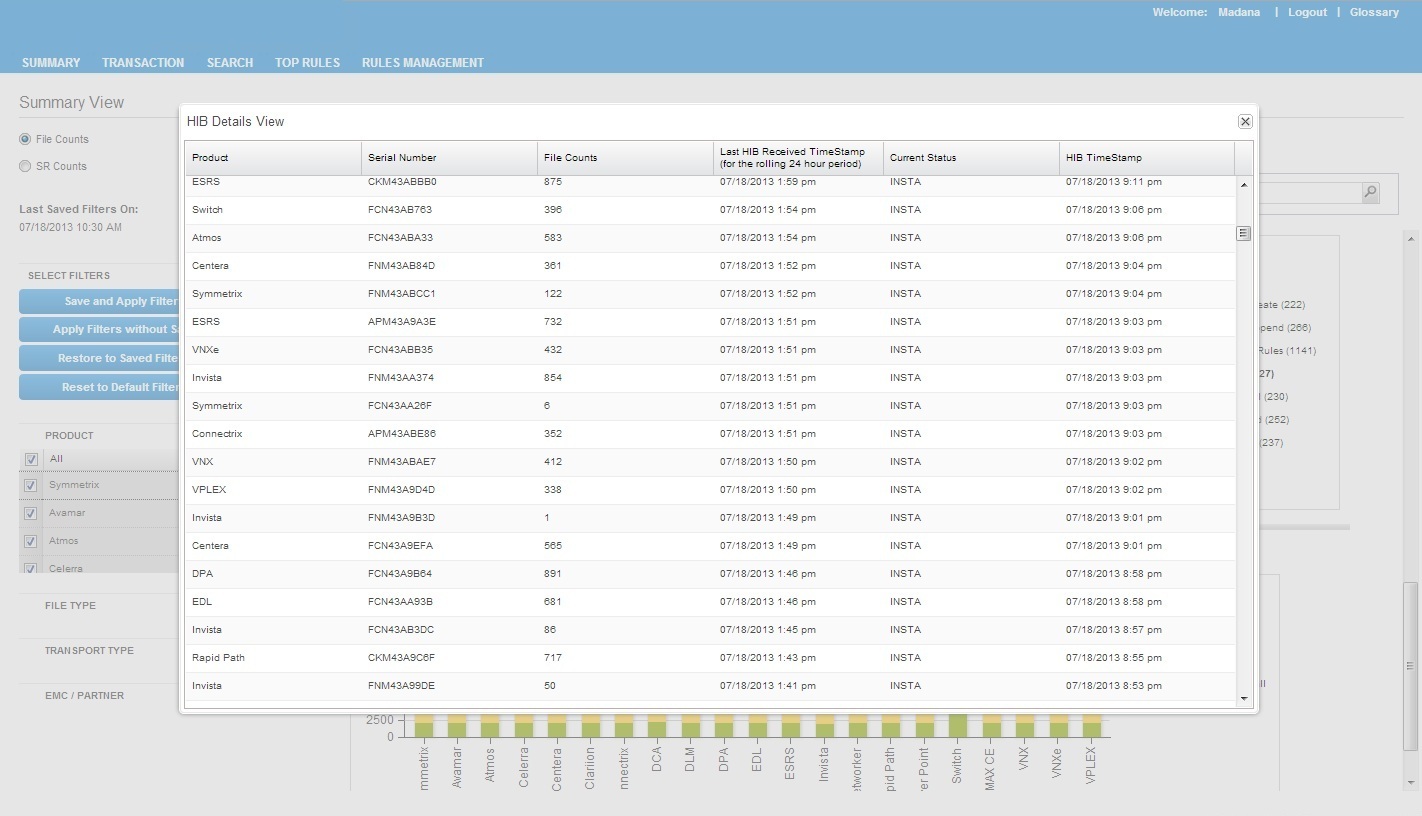 Welcome: Madana | Logout | Glossary
SUMMARY TRANSACTION SEARCH TOP RULES RULES MANAGEMENT
Summary View
File Counts
SR Counts
Last Saved Filters On:
07/18/2013 10:30 AM
SELECT FILTERS
Save and Apply Filter
Apply Filters without S
Restore to Saved Filte
Reset to Default Filter
PRODUCT
All
Symmetrix
Avamar
Atmos
Celerra
FILE TYPE
TRANSPORT TYPE
EMC / PARTNER
HIB Details View
Product Serial Number File Counts Last HIB Received TimeStamp (for the rolling 24 hour period) Current Status HIB TimeStamp
ESRS CKM43ABBB0 875 07/18/2013 1:59 pm INSTA 07/18/2013 9:11 pm
Switch FCN43AB763 396 07/18/2013 1:54 pm INSTA 07/18/2013 9:06 pm
Atmos FCN43ABA33 583 07/18/2013 1:54 pm INSTA 07/18/2013 9:06 pm
Centera FNM43AB84D 361 07/18/2013 1:52 pm INSTA 07/18/2013 9:04 pm
Symmetrix FNM43ABCC1 122 07/18/2013 1:52 pm INSTA 07/18/2013 9:04 pm
ESRS APM43A9A3E 732 07/18/2013 1:51 pm INSTA 07/18/2013 9:03 pm
VNXe FCN43ABB35 432 07/18/2013 1:51 pm INSTA 07/18/2013 9:03 pm
Invista FNM43AA374 854 07/18/2013 1:51 pm INSTA 07/18/2013 9:03 pm
Symmetrix FCN43AA26F 6 07/18/2013 1:51 pm INSTA 07/18/2013 9:03 pm
Connectrix APM43ABE86 352 07/18/2013 1:51 pm INSTA 07/18/2013 9:03 pm
VNX FNM43ABAE7 412 07/18/2013 1:50 pm INSTA 07/18/2013 9:02 pm
VPLEX FNM43A9D4D 338 07/18/2013 1:50 pm INSTA 07/18/2013 9:02 pm
Invista FNM43A9B3D 1 07/18/2013 1:49 pm INSTA 07/18/2013 9:01 pm
Centera FCN43A9EFA 565 07/18/2013 1:49 pm INSTA 07/18/2013 9:01 pm
DPA FCN43A9B64 891 07/18/2013 1:46 pm INSTA 07/18/2013 8:58 pm
EDL FCN43AA93B 681 07/18/2013 1:46 pm INSTA 07/18/2013 8:58 pm
Invista FCN43AB3DC 86 07/18/2013 1:45 pm INSTA 07/18/2013 8:57 pm
Rapid Path CKM43A9C6F 717 07/18/2013 1:43 pm INSTA 07/18/2013 8:55 pm
Invista FNM43A99DE 50 07/18/2013 1:41 pm INSTA 07/18/2013 8:53 pm
eate (222)
pend (266)
Rules (1141)
27)
(230)
(252)
(237)
ll
2500
0
mmetrix
Avamar
Atmos
Celerra
Centera
Clariion
nnectrix
DCA
DLM
DPA
EDL
ESRS
Invista
etworker
pid Path
er Point
Switch
MAX CE
VNX
VNXe
VPLEX